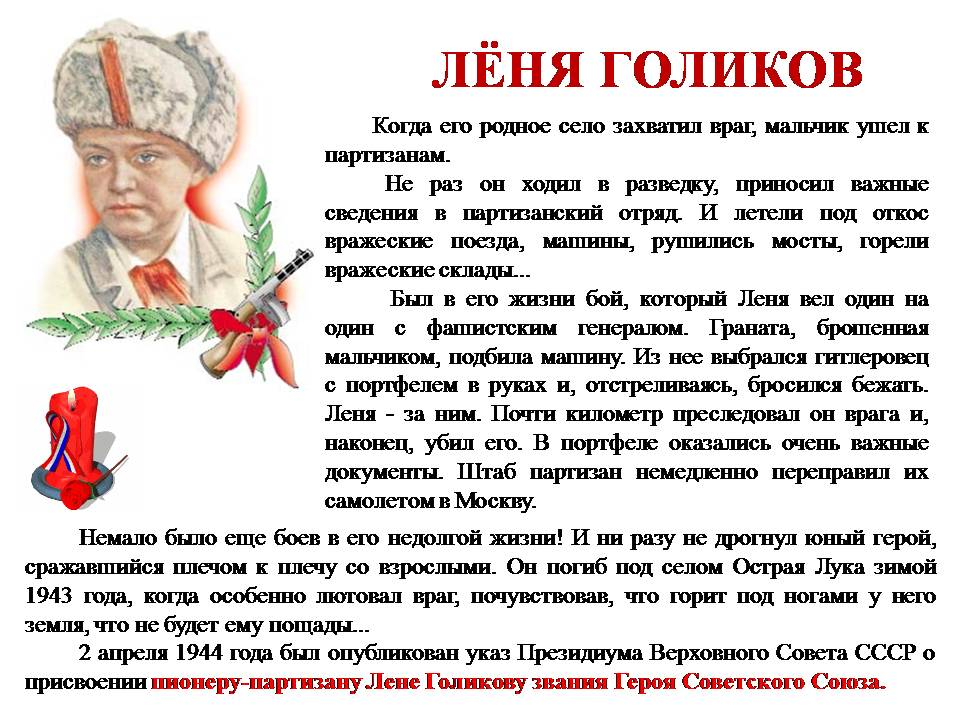 ЛЁНЯ ГОЛИКОВ
Когда его родное село захватил враг, мальчик ушел к
партизанам.
Не раз он ходил в разведку, приносил важные
сведения в партизанский отряд. И летели под откос
вражеские поезда, машины, рушились мосты, горели
вражеские склады...
Был в его жизни бой, который Леня вел один на
один с фашистским генералом. Граната, брошенная
мальчиком, подбила машину. Из нее выбрался гитлеровец
с портфелем в руках и, отстреливаясь, бросился бежать.
Леня - за ним. Почти километр преследовал он врага и,
наконец, убил его. В портфеле оказались очень важные
документы. Штаб партизан немедленно переправил их
самолетом в Москву.
Немало было еще боев в его недолгой жизни! И ни разу не дрогнул юный герой,
сражавшийся плечом к плечу со взрослыми. Он погиб под селом Острая Лука зимой
1943 года, когда особенно лютовал враг, почувствовав, что горит под ногами у него
земля, что не будет ему пощады...
2 апреля 1944 года был опубликован указ Президиума Верховного Совета СССР о
присвоении пионеру-партизану Лене Голикову звания Героя Советского Союза.